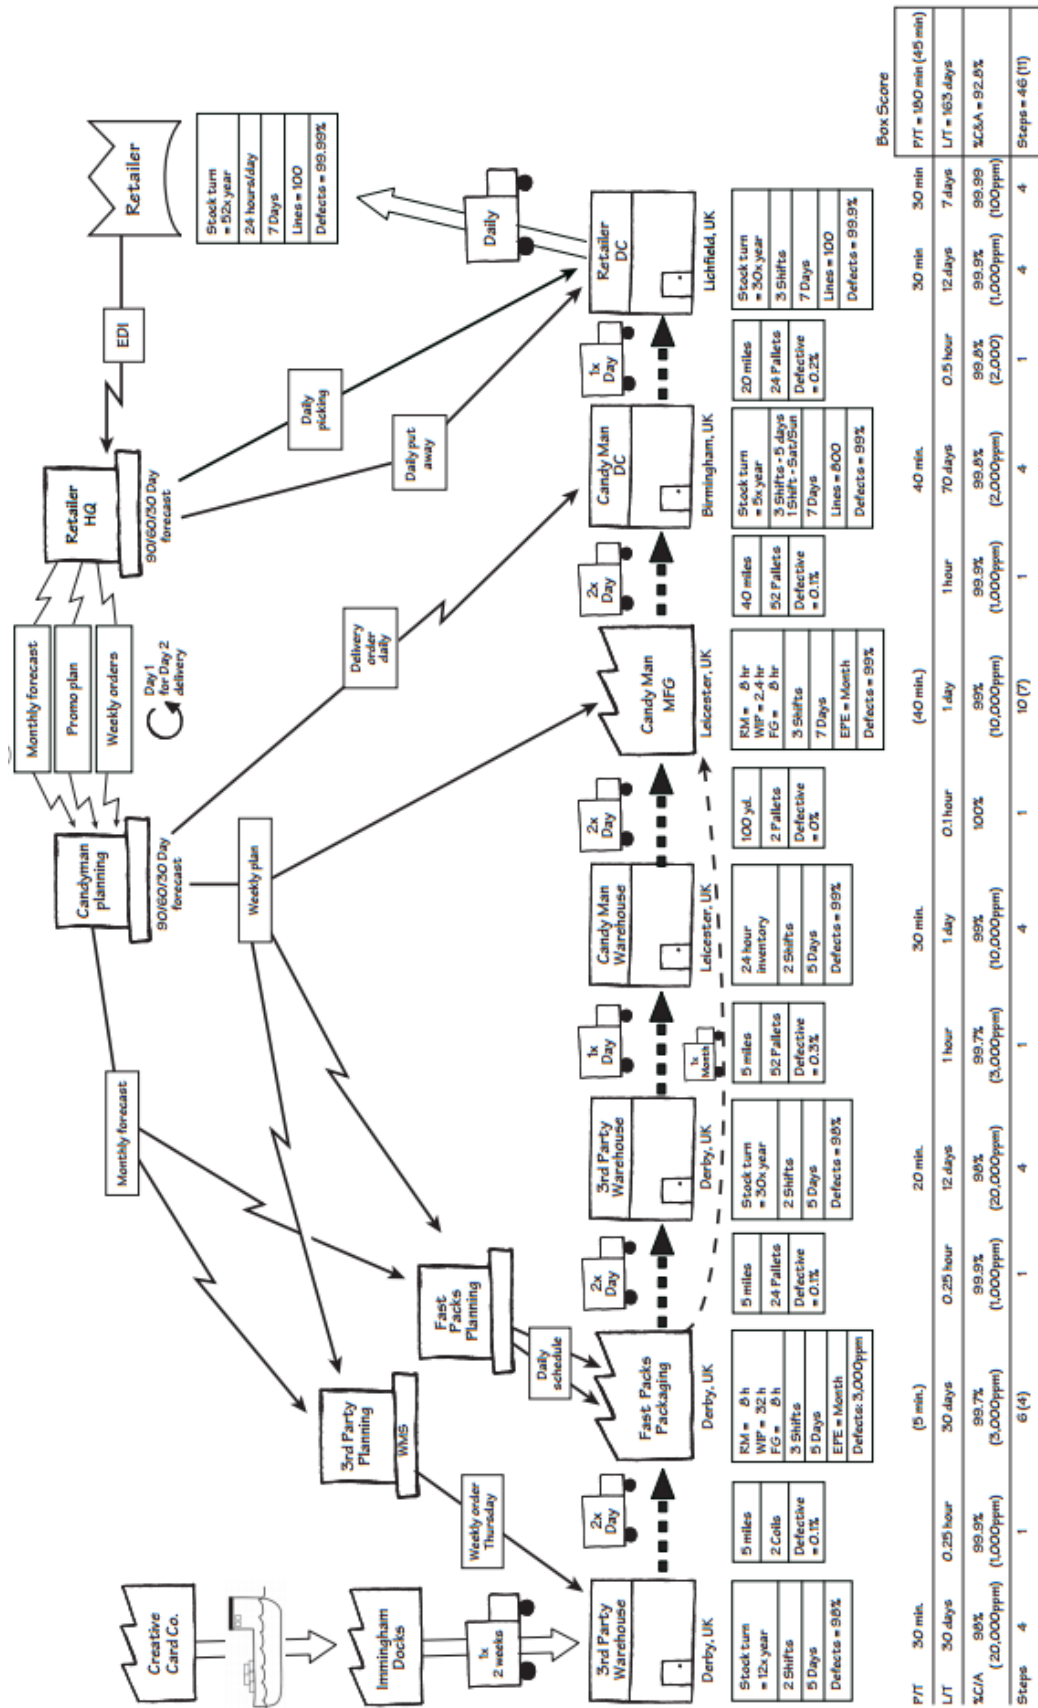 Creative
Card Co.
Immingham
Docks
1x
2 weeks
Monthly forecast
Candyman
planning
90/60/30 Day
forecast
Monthly forecast
Promo plan
Weekly orders
Day 1
for Day 2
delivery
Retailer
HQ
90/60/30 Day
forecast
EDI
Retailer
Stock turn
= 52x year
24 hours/day
7 Days
Lines = 100
Defects = 99.99%
Weekly plan
Delivery
order
daily
Daily
picking
Daily put
away
Daily
3rd Party
Planning
WMS
Weekly order
Thursday
Fast
Packs
Planning
Daily
schedule
3rd Party
Warehouse
Derby, UK
Stock turn
= 12x year
2 Shifts
5 Days
Defects = 98%
2x
Day
5 miles
2 Coils
Defective
= 0.1%
Fast Packs
Packaging
Derby, UK
RM = 8 h
WIP = 32 h
FG = 8 h
3 Shifts
5 Days
EPE = Month
Defects: 3,000ppm
2x
Day
5 miles
24 Pallets
Defective
= 0.1%
3rd Party
Warehouse
Derby, UK
Stock turn
= 30x year
2 Shifts
5 Days
Defects = 98%
1x
Day
1x
Month
5 miles
52 Pallets
Defective
= 0.3%
Candy Man
Warehouse
Leicester, UK
24 hour
inventory
2 Shifts
5 Days
Defects = 99%
2x
Day
100 yd.
2 Pallets
Defective
= 0%
Candy Man
MFG
Leicester, UK
RM = 8 hr
WIP = 2.4 hr
FG = 8 hr
3 Shifts
7 Days
EPE = Month
Defects = 99%
2x
Day
40 miles
52 Pallets
Defective
= 0.1%
Candy Man
DC
Birmingham, UK
Stock turn
= 5x year
3 Shifts - 5 days
1 Shift - Sat/Sun
7 Days
Lines = 800
Defects = 99%
1x
Day
20 miles
24 Pallets
Defective
= 0.2%
Retailer
DC
Lichfield, UK
Stock turn
= 30x year
3 Shifts
7 Days
Lines = 100
Defects = 99.9%
Box Score
P/T 30 min. (5 min.) 20 min. 30 min. (40 min.) 40 min. 30 min 30 min P/T = 180 min (45 min)
L/T 30 days 0.25 hour 30 days 0.25 hour 12 days 1 hour 1 day 0.1 hour 1 day 1 hour 70 days 0.5 hour 12 days 7 days L/T = 163 days
%C/A 98% 99.9% 99.7% 99.9% 98% 99.7% 99% 100% 99% 99.9% 99.8% 99.8% 99.9% 99.99 %C&A = 92.8%
(20,000ppm) (1,000ppm) (3,000ppm) (1,000ppm) (20,000ppm) (3,000ppm) (10,000ppm) (10,000ppm) (1,000ppm) (2,000ppm) (2,000) (1,000ppm) (100ppm)
Steps 4 1 6 (4) 1 4 1 4 1 10 (7) 1 4 1 4 4 Steps = 46 (11)